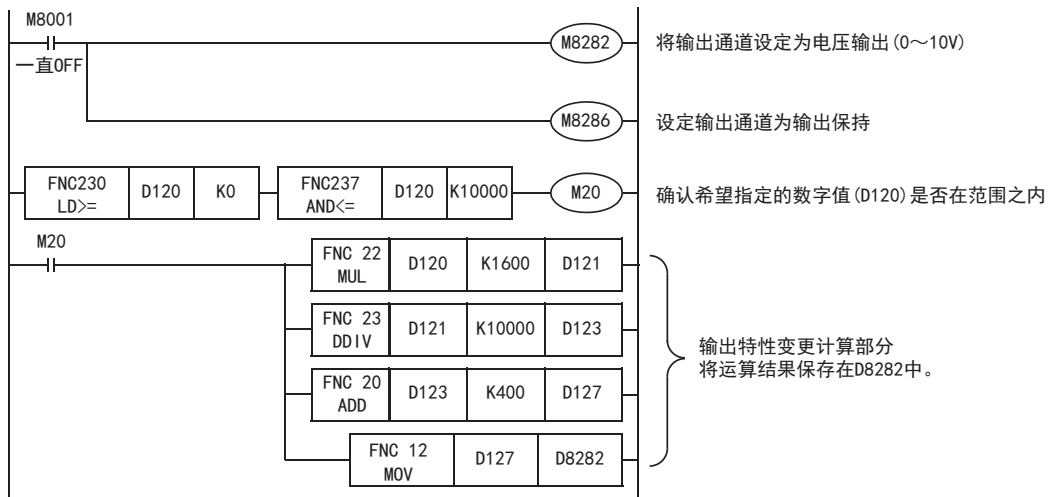 M8001
一直OFF
M8282
将输出通道设定为电压输出(0～10V)
M8286
设定输出通道为输出保持
FNC230
LD>=
D120
K0
FNC237
AND<=
D120
K10000
M20
确认希望指定的数字值(D120)是否在范围之内
M20
FNC 22
MUL
D120
K1600
D121
FNC 23
DDIV
D121
K10000
D123
FNC 20
ADD
D123
K400
D127
FNC 12
MOV
D127
D8282
输出特性变更计算部分
将运算结果保存在D8282中。